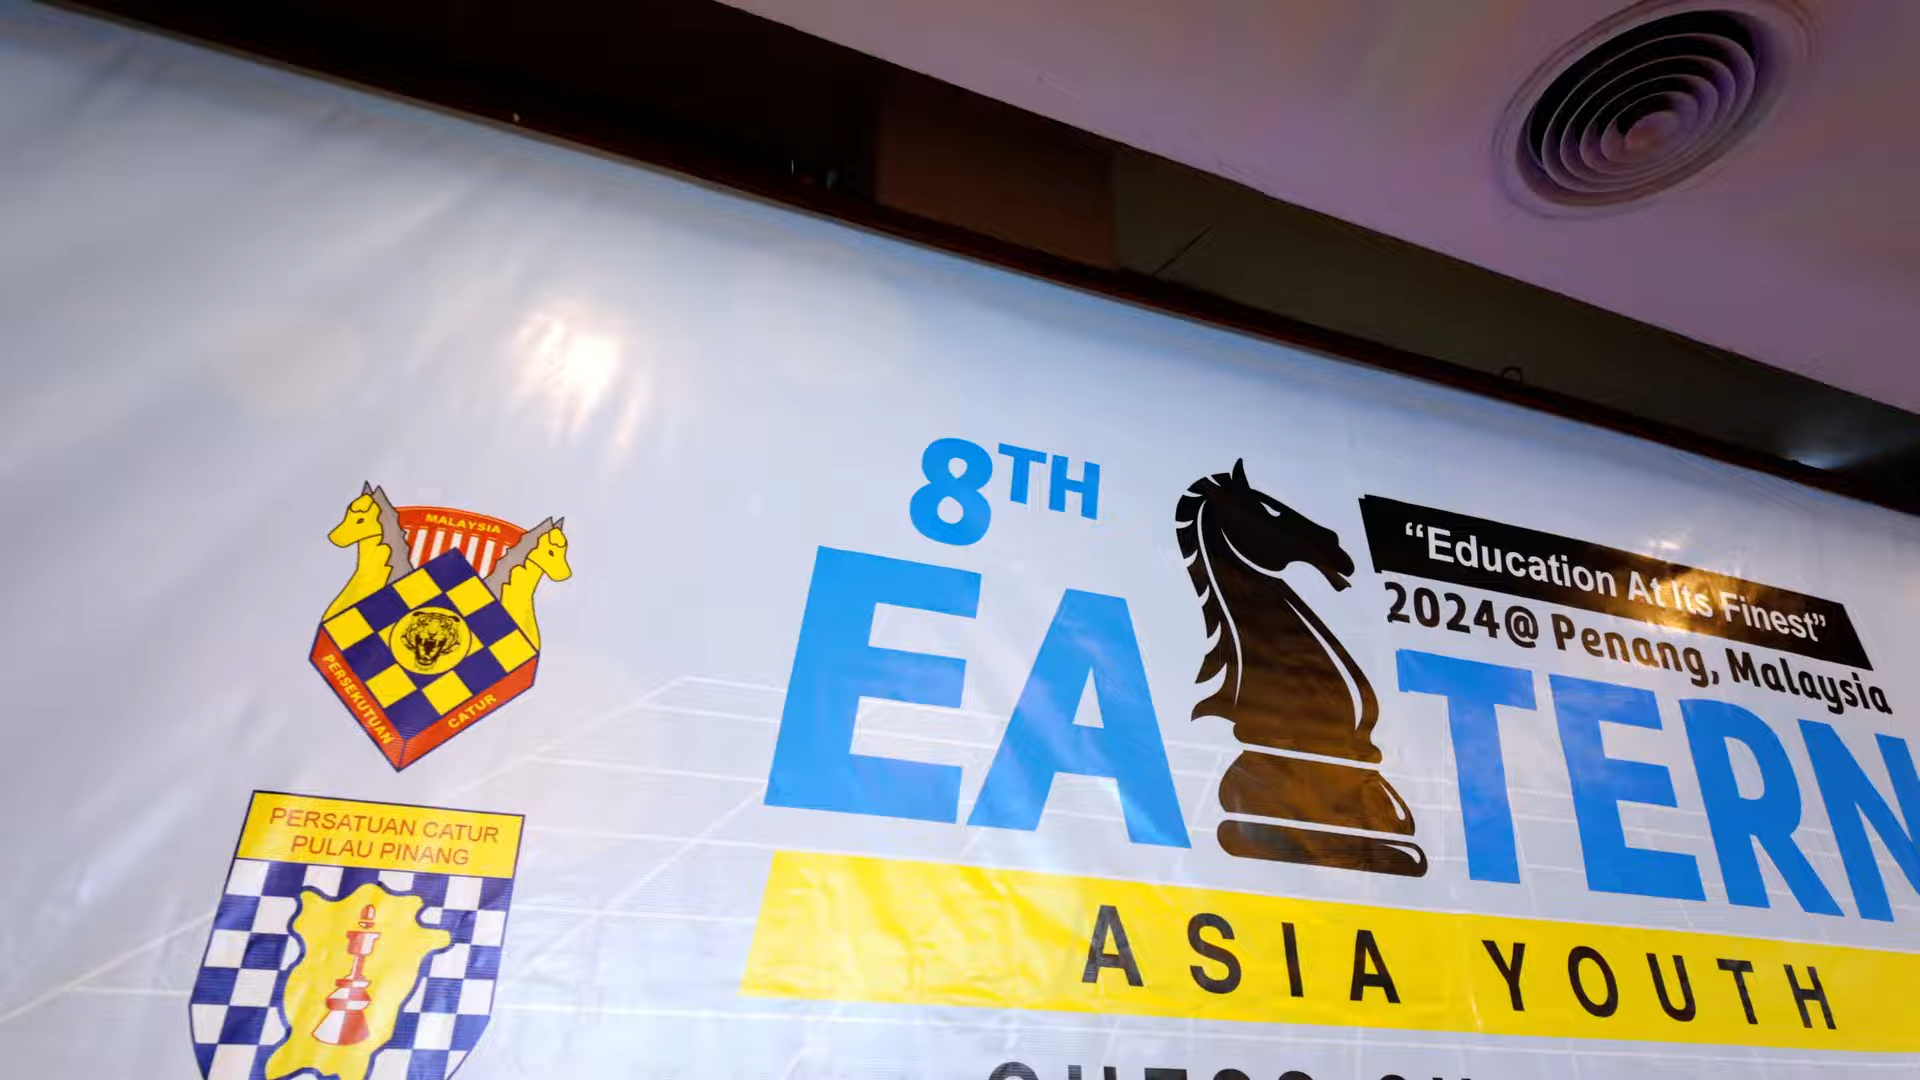 8TH
EA TERN
"Education At Its Finest"
2024@ Penang, Malaysia
ASIA YOUTH
MALAYSIA
PERSEKUTUAN CATUR
PERSATUAN CATUR
PULAU PINANG